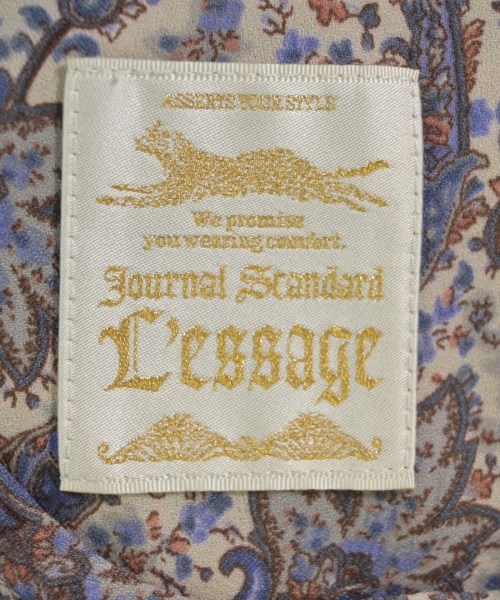 ASSERTS YOUR STYLE
We promise
you wearing comfort.
Journal Standard
L'essage